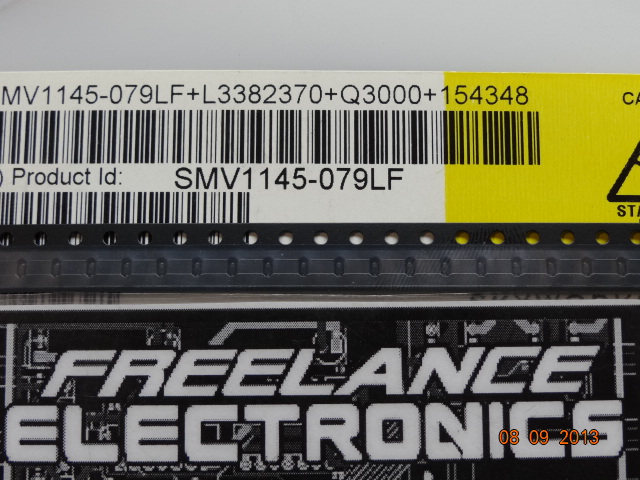 MV1145-079LF+L3382370+Q3000+154348
CA
) Product Id: SMV1145-079LF
STA
FREELANCE
ELECTRONICS
08 09 2013